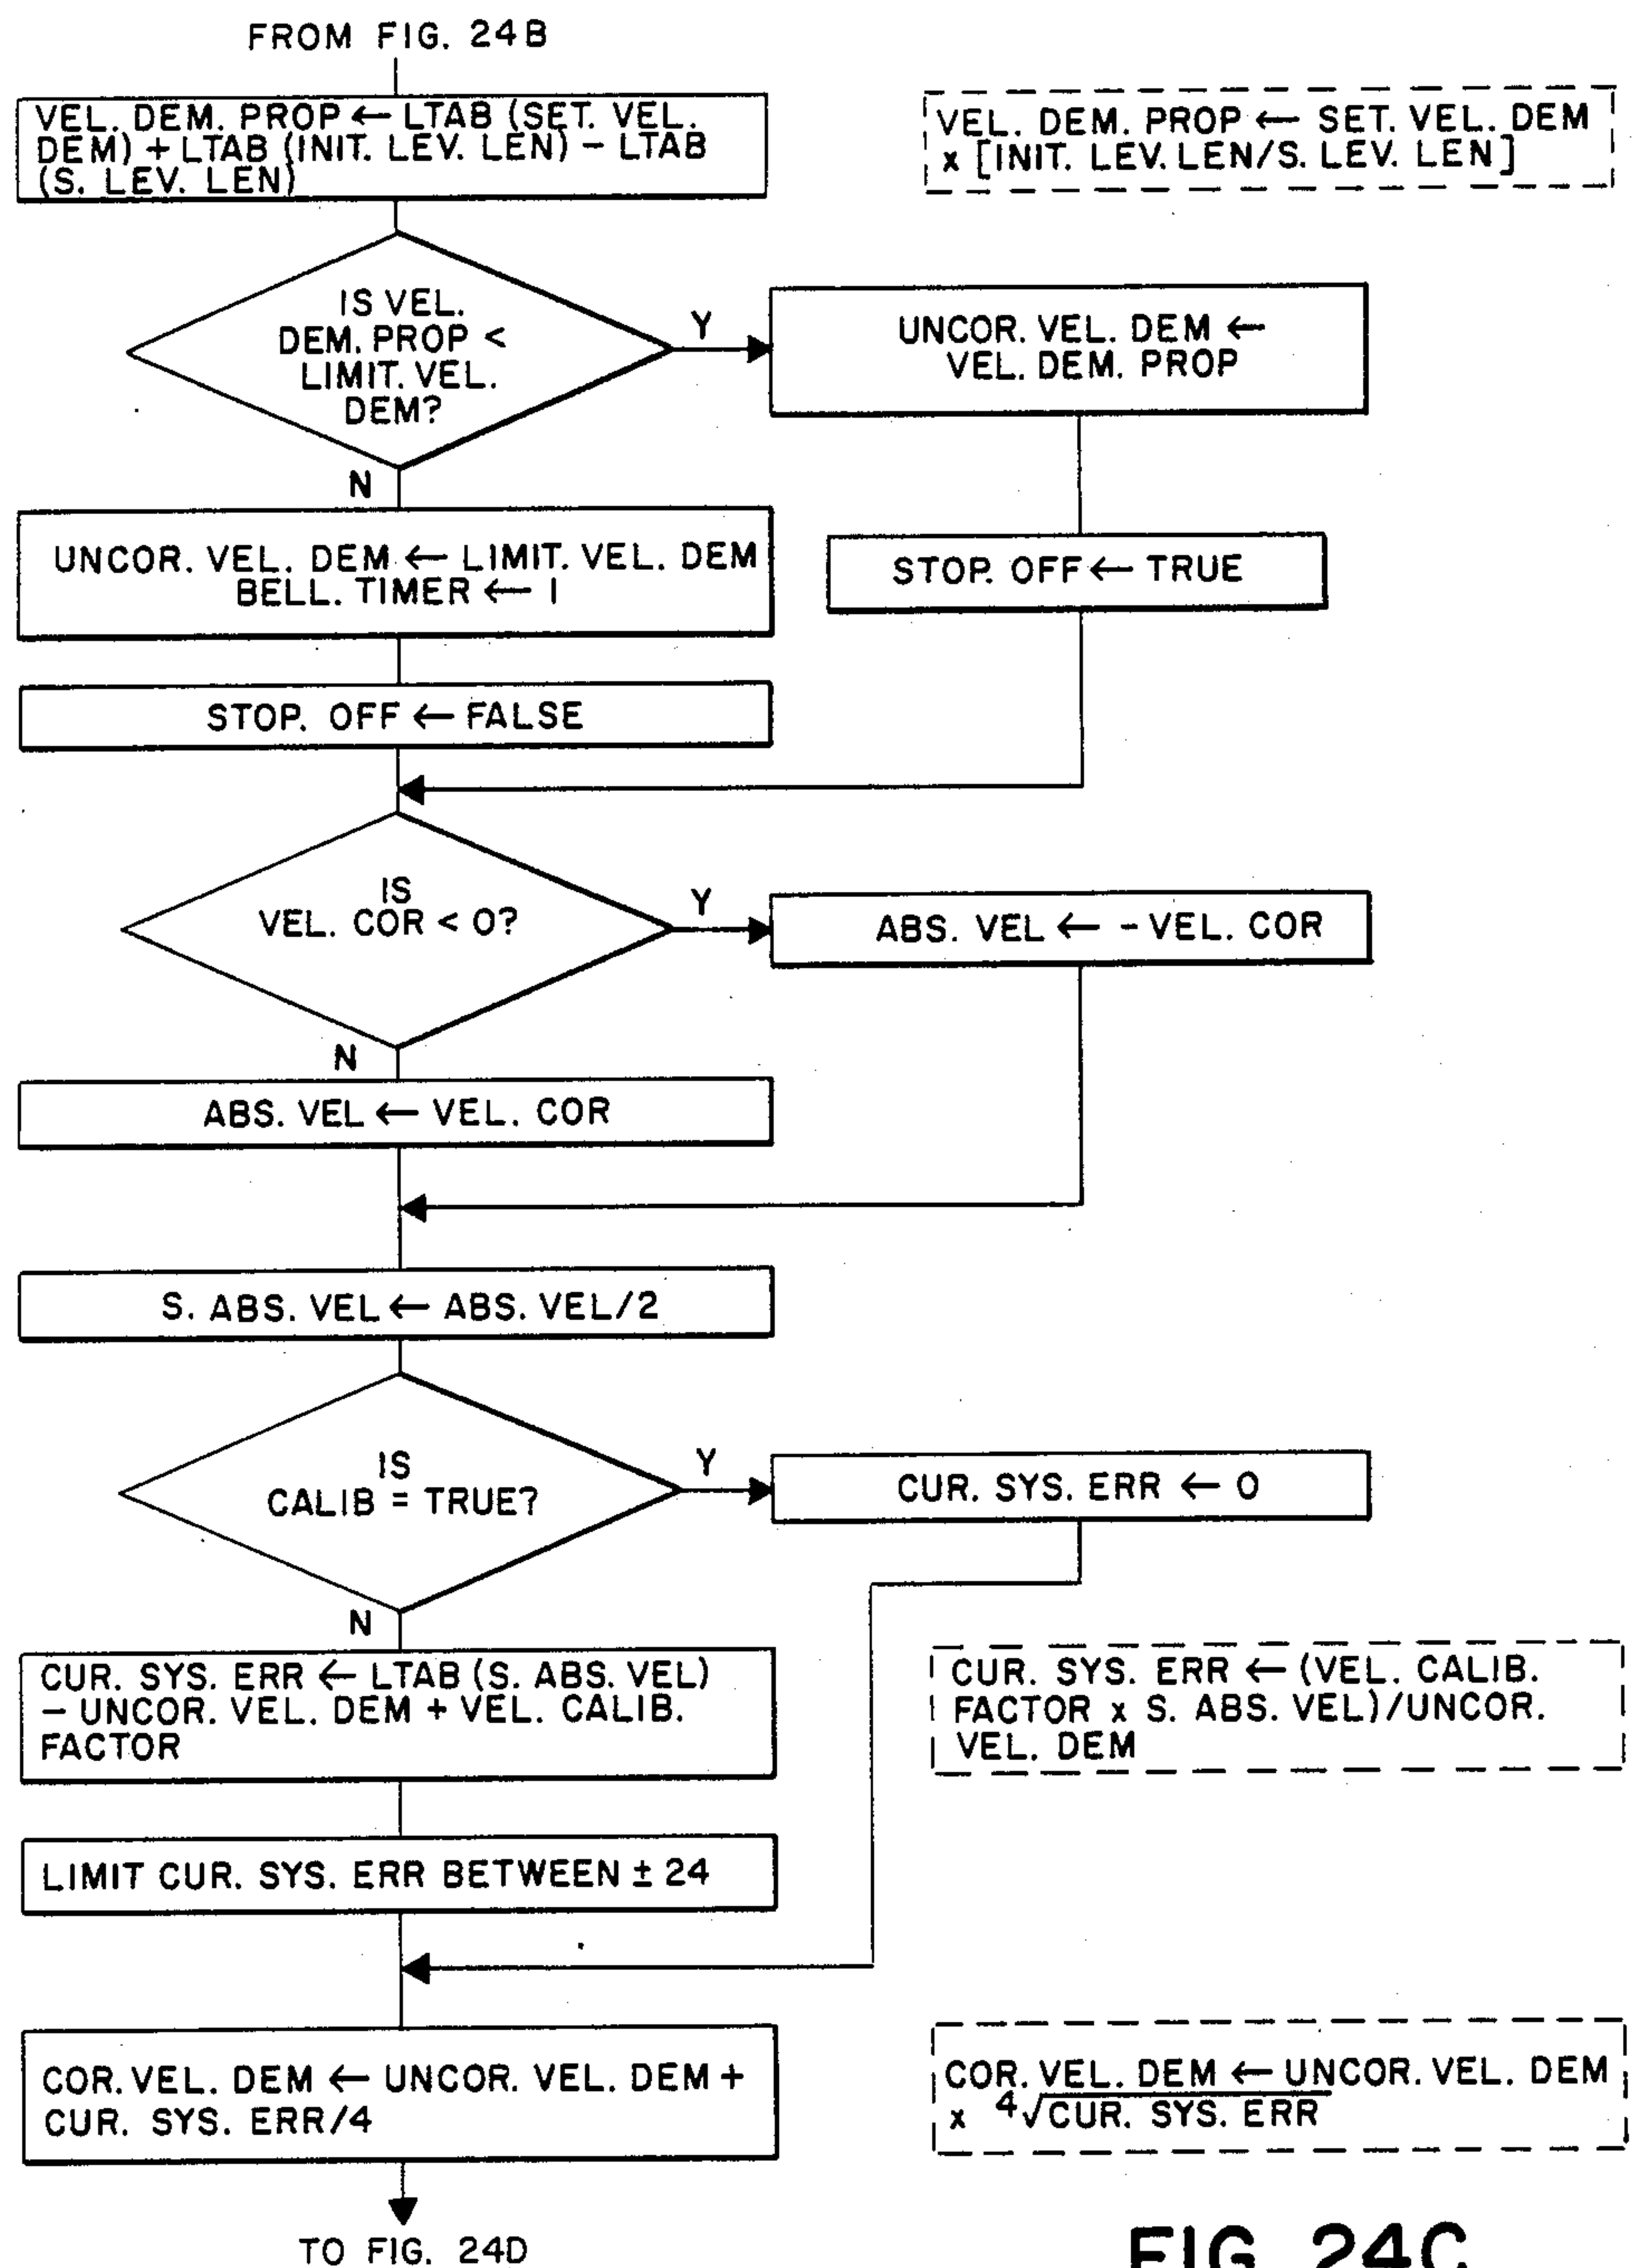 FROM FIG. 24B
VEL. DEM. PROP ← LTAB (SET. VEL.
DEM) + LTAB (INIT. LEV. LEN) – LTAB
(S. LEV. LEN)
VEL. DEM. PROP ← SET. VEL. DEM
x [INIT. LEV. LEN/S. LEV. LEN]
IS VEL.
DEM. PROP <
LIMIT. VEL.
DEM?
Y
UNCOR. VEL. DEM ←
VEL. DEM. PROP
N
UNCOR. VEL. DEM ← LIMIT. VEL. DEM
BELL. TIMER ← 1
STOP. OFF ← TRUE
STOP. OFF ← FALSE
IS
VEL. COR < 0?
Y
ABS. VEL ← - VEL. COR
N
ABS. VEL ← VEL. COR
S. ABS. VEL ← ABS. VEL/2
IS
CALIB = TRUE?
Y
CUR. SYS. ERR ← 0
N
CUR. SYS. ERR ← LTAB (S. ABS. VEL)
– UNCOR. VEL. DEM + VEL. CALIB.
FACTOR
CUR. SYS. ERR ← (VEL. CALIB.
FACTOR x S. ABS. VEL)/UNCOR.
VEL. DEM
LIMIT CUR. SYS. ERR BETWEEN ± 24
COR. VEL. DEM ← UNCOR. VEL. DEM +
CUR. SYS. ERR/4
COR. VEL. DEM ← UNCOR. VEL. DEM
x 4√CUR. SYS. ERR
TO FIG. 24D
FIG. 24C